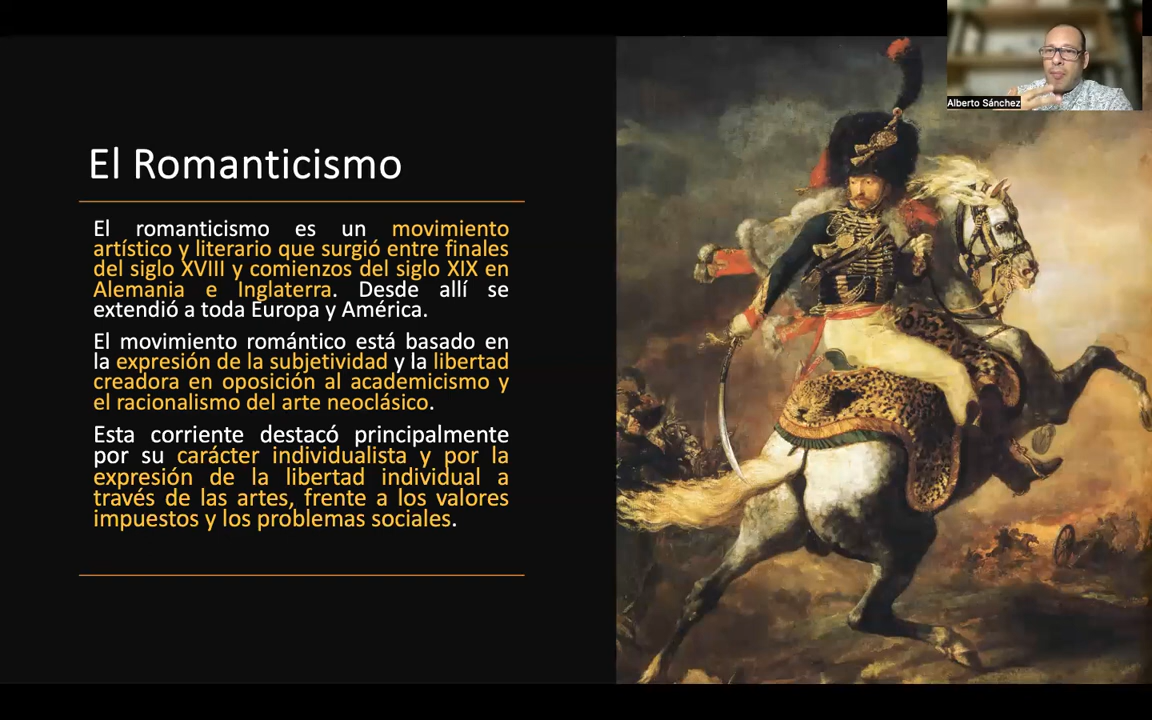 Alberto Sánchez
El Romanticismo
El romanticismo es un movimiento
artístico y literario que surgió entre finales
del siglo XVIII y comienzos del siglo XIX en
Alemania e Inglaterra. Desde allí se
extendió a toda Europa y América.
El movimiento romántico está basado en
la expresión de la subjetividad y la libertad
creadora en oposición al academicismo y
el racionalismo del arte neoclásico.
Esta corriente destacó principalmente
por su carácter individualista y por la
expresión de la libertad individual a
través de las artes, frente a los valores
impuestos y los problemas sociales.